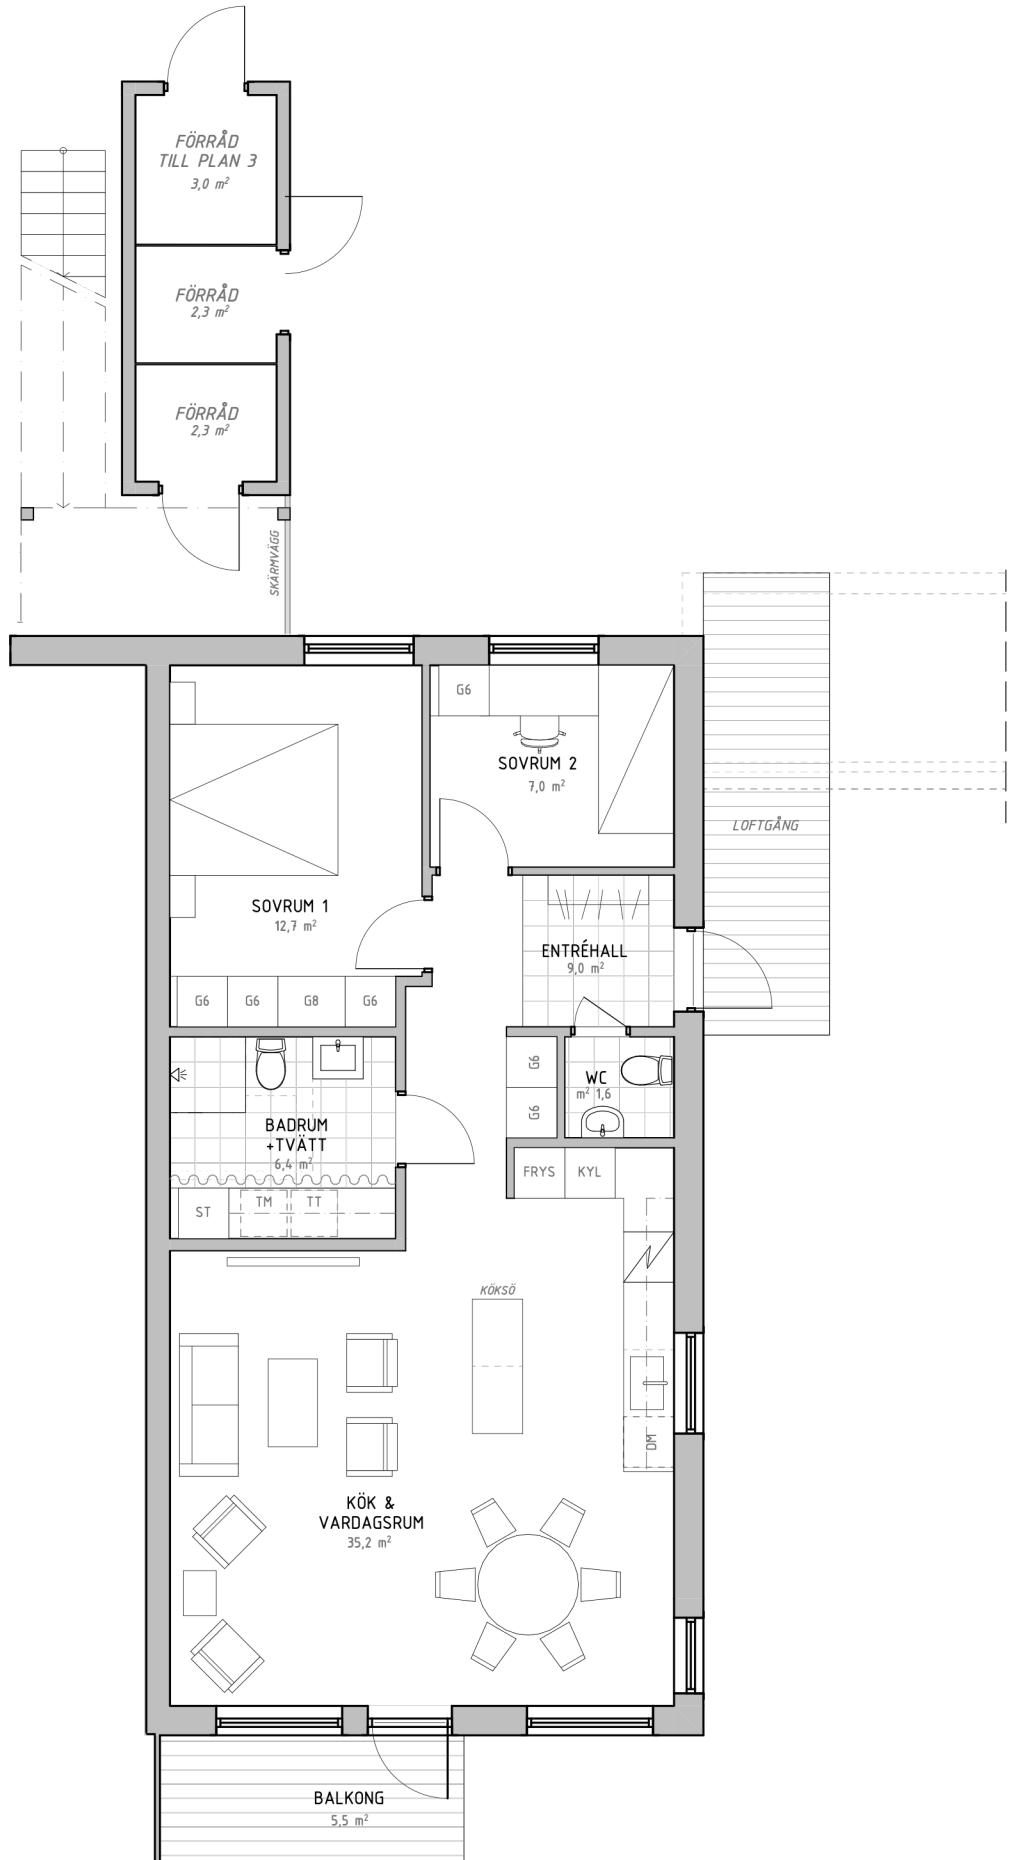 FÖRRÅD
TILL PLAN 3
3,0 m²
FÖRRÅD
2,3 m²
FÖRRÅD
2,3 m²
SKÄRMVÄGG
G6
SOVRUM 2
7,0 m²
LOFTGÅNG
SOVRUM 1
12,7 m²
ENTRÉHALL
9,0 m²
G6
G6
G8
G6
G6
G6
WC
m² 1,6
BADRUM
+TVÄTT
6,4 m²
FRYS
KYL
ST
TM
TT
KÖKSÖ
DM
KÖK &
VARDAGSRUM
35,2 m²
BALKONG
5,5 m²